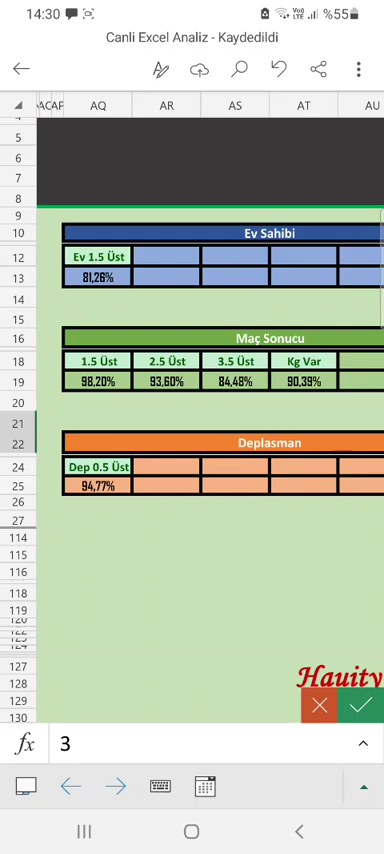 14:30 Vo)) LTE %55
Canli Excel Analiz - Kaydedildi
AQ AR AS AT AU
5
6
7
8
9
10 Ev Sahibi
12 Ev 1.5 Üst
13 81,26%
14
15
16 Maç Sonucu
18 1.5 Üst 2.5 Üst 3.5 Üst Kg Var
19 98,20% 93,60% 84,48% 90,39%
20
21
22 Deplasman
24 Dep 0.5 Üst
25 94,77%
26
27
114
115
116
118
119
127
128 Hauity
129
130
fx 3